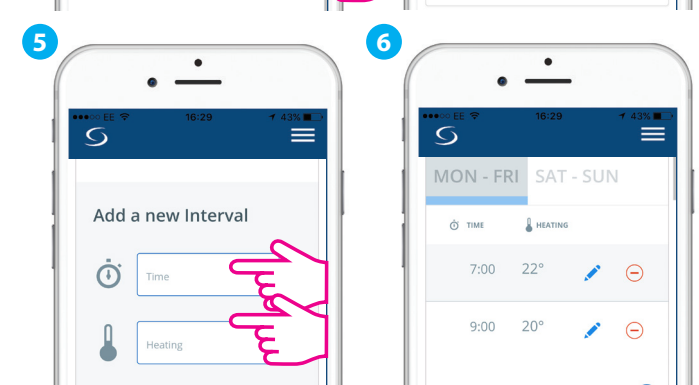 5
EE 16:29 43%
Add a new Interval
Time
Heating
6
EE 16:29 43%
MON - FRI SAT - SUN
TIME HEATING
7:00 22°
9:00 20°